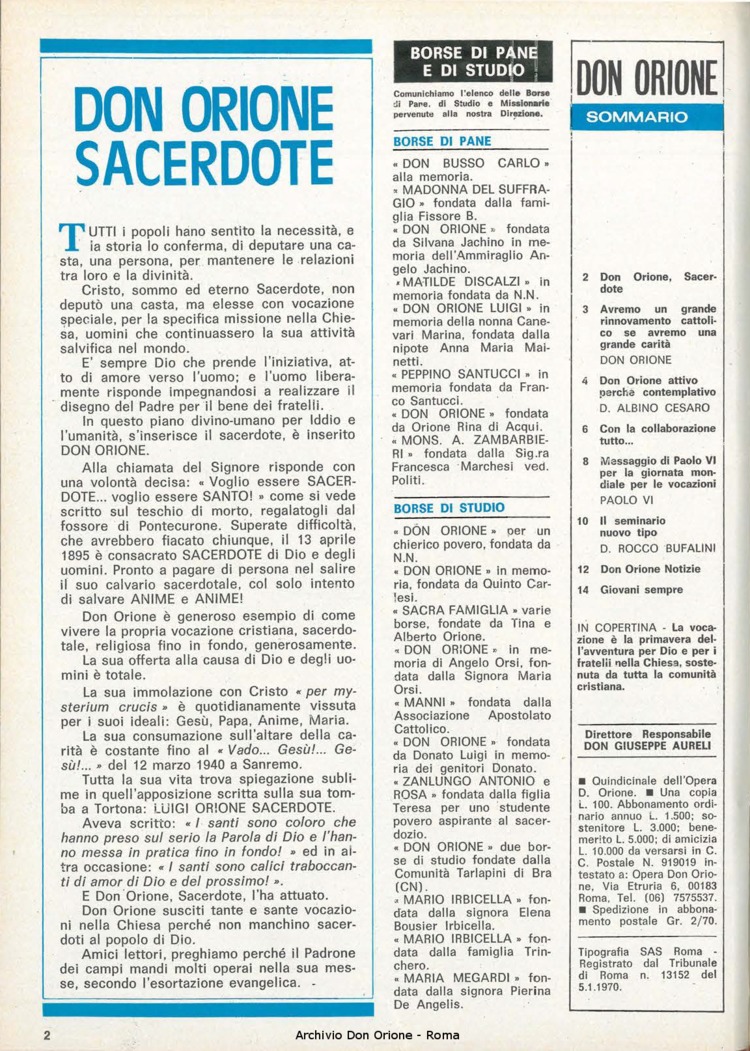 DON ORIONE
SACERDOTE
TUTTI i popoli hano sentito la necessità, e
ia storia lo conferma, di deputare una ca-
sta, una persona, per mantenere le relazioni
tra loro e la divinità.
Cristo, sommo ed eterno Sacerdote, non
deputò una casta, ma elesse con vocazione
speciale, per la specifica missione nella Chie-
sa, uomini che continuassero la sua attività
salvifica nel mondo.
E' sempre Dio che prende l'iniziativa, at-
to di amore verso l'uomo; e l'uomo libera-
mente risponde impegnandosi a realizzare il
disegno del Padre per il bene dei fratelli.
In questo piano divino-umano per Iddio e
l'umanità, s'inserisce il sacerdote, è inserito
DON ORIONE.
Alla chiamata del Signore risponde con
una volontà decisa: « Voglio essere SACER-
DOTE... voglio essere SANTO! » come si vede
scritto sul teschio di morto, regalatogli dal
fossore di Pontecurone. Superate difficoltà,
che avrebbero fiacato chiunque, il 13 aprile
1895 è consacrato SACERDOTE di Dio e degli
uomini. Pronto a pagare di persona nel salire
il suo calvario sacerdotale, col solo intento
di salvare ANIME e ANIME!
Don Orione è generoso esempio di come
vivere la propria vocazione cristiana, sacerdo-
tale, religiosa fino in fondo, generosamente.
La sua offerta alla causa di Dio e degli uo-
mini è totale.
La sua immolazione con Cristo « per my-
sterium crucis » è quotidianamente vissuta
per i suoi ideali: Gesù, Papa, Anime, Maria.
La sua consumazione sull'altare della ca-
rità è costante fino al « Vado... Gesù!... Ge-
sù!... » del 12 marzo 1940 a Sanremo.
Tutta la sua vita trova spiegazione subli-
me in quell'apposizione scritta sulla sua tom-
ba a Tortona: LUIGI ORIONE SACERDOTE.
Aveva scritto: « I santi sono coloro che
hanno preso sul serio la Parola di Dio e l'han-
no messa in pratica fino in fondo! » ed in al-
tra occasione: « I santi sono calici traboccan-
ti di amor di Dio e del prossimo! ».
E Don Orione, Sacerdote, l'ha attuato.
Don Orione susciti tante e sante vocazio-
ni nella Chiesa perché non manchino sacer-
doti al popolo di Dio.
Amici lettori, preghiamo perché il Padrone
dei campi mandi molti operai nella sua mes-
se, secondo l'esortazione evangelica.
BORSE DI PANE
E DI STUDIO
Comunichiamo l'elenco delle Borse
di Pane, di Studio e Missionarie
pervenute alla nostra Direzione.
BORSE DI PANE
« DON BUSSO CARLO »
alla memoria.
« MADONNA DEL SUFFRA-
GIO » fondata dalla fami-
glia Fissore B.
« DON ORIONE » fondata
da Silvana Jachino in me-
moria dell'Ammiraglio An-
gelo Jachino.
« MATILDE DISCALZI » in
memoria fondata da N.N.
« DON ORIONE LUIGI » in
memoria della nonna Cane-
vari Marina, fondata dalla
nipote Anna Maria Mai-
netti.
« PEPPINO SANTUCCI » in
memoria fondata da Fran-
co Santucci.
« DON ORIONE » fondata
da Orione Rina di Acqui.
« MONS. A. ZAMBARBIE-
RI » fondata dalla Sig.ra
Francesca Marchesi ved.
Politi.
BORSE DI STUDIO
« DON ORIONE » per un
chierico povero, fondata da
N.N.
« DON ORIONE » in memo-
ria, fondata da Quinto Car-
lesi.
« SACRA FAMIGLIA » varie
borse, fondate da Tina e
Alberto Orione.
« DON ORIONE » in me-
moria di Angelo Orsi, fon-
data dalla Signora Maria
Orsi.
« MANNI » fondata dalla
Associazione Apostolato
Cattolico.
« DON ORIONE » fondata
da Donato Luigi in memo-
ria dei genitori Donato.
« ZANLUNGO ANTONIO e
ROSA » fondata dalla figlia
Teresa per uno studente
povero aspirante al sacer-
dozio.
« DON ORIONE » due bor-
se di studio fondate dalla
Comunità Tarlapini di Bra
(CN).
« MARIO IRBICELLA » fon-
data dalla signora Elena
Bousier Irbicella.
« MARIO IRBICELLA » fon-
data dalla famiglia Trin-
chero.
« MARIA MEGARDI » fon-
data dalla signora Pierina
De Angelis.
DON ORIONE
SOMMARIO
2 Don Orione, Sacer-
dote
3 Avremo un grande
rinnovamento cattoli-
co se avremo una
grande carità
DON ORIONE
4 Don Orione attivo
perché contemplativo
D. ALBINO CESARO
6 Con la collaborazione
tutto...
8 Messaggio di Paolo VI
per la giornata mon-
diale per le vocazioni
PAOLO VI
10 Il seminario
nuovo tipo
D. ROCCO BUFALINI
12 Don Orione Notizie
14 Giovani sempre
IN COPERTINA - La voca-
zione è la primavera del-
l'avventura per Dio e per i
fratelli nella Chiesa, soste-
nuta da tutta la comunità
cristiana.
Direttore Responsabile
DON GIUSEPPE AURELI
■ Quindicinale dell'Opera
D. Orione. ■ Una copia
L. 100. Abbonamento ordi-
nario annuo L. 1.500; so-
stenitore L. 3.000; bene-
merito L. 5.000; di amicizia
L. 10.000 da versarsi in C.
C. Postale N. 919019 in-
testato a: Opera Don Orio-
ne, Via Etruria 6, 00183
Roma, Tel. (06) 7575537.
■ Spedizione in abbona-
mento postale Gr. 2/70.
Tipografia SAS Roma -
Registrato dal Tribunale
di Roma n. 13152 del
5.1.1970.
2
Archivio Don Orione - Roma